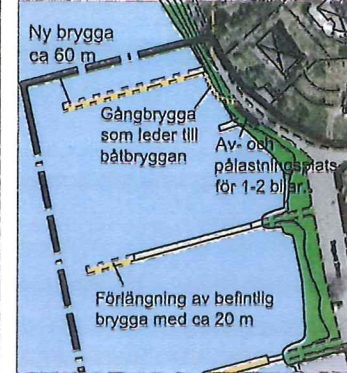 Ny brygga
ca 60 m
Gångbrygga
som leder till
båtbryggan
Av- och
pålastningsplats
för 1-2 bilar.
Förlängning av befintlig
brygga med ca 20 m